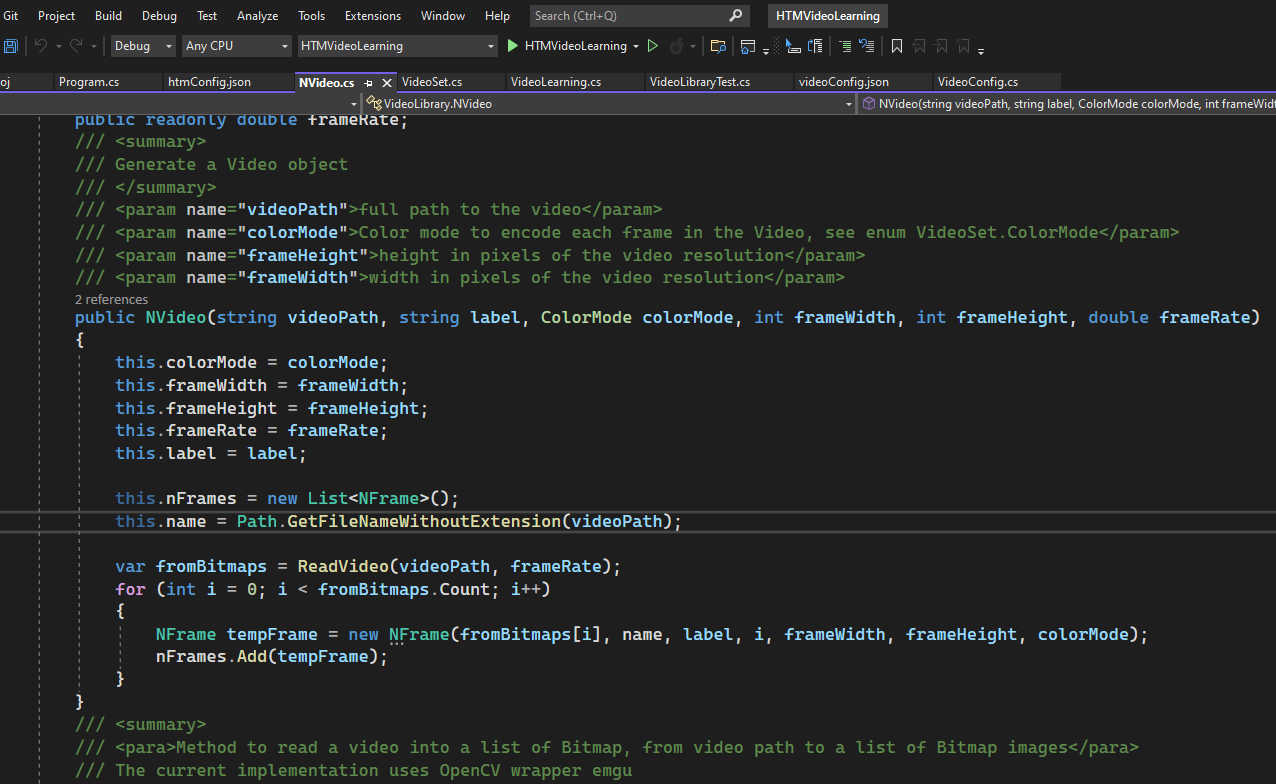 Git Project Build Debug Test Analyze Tools Extensions Window Help Search (Ctrl+Q) HTMVideoLearning
Debug Any CPU HTMVideoLearning HTMVideoLearning
oj Program.cs htmConfig.json NVideo.cs VideoSet.cs VideoLearning.cs VideoLibraryTest.cs videoConfig.json VideoConfig.cs
VideoLibrary.NVideo NVideo(string videoPath, string label, ColorMode colorMode, int frameWidt
public readonly double frameRate;
/// <summary>
/// Generate a Video object
/// </summary>
/// <param name="videoPath">full path to the video</param>
/// <param name="colorMode">Color mode to encode each frame in the Video, see enum VideoSet.ColorMode</param>
/// <param name="frameHeight">height in pixels of the video resolution</param>
/// <param name="frameWidth">width in pixels of the video resolution</param>
2 references
public NVideo(string videoPath, string label, ColorMode colorMode, int frameWidth, int frameHeight, double frameRate)
{
this.colorMode = colorMode;
this.frameWidth = frameWidth;
this.frameHeight = frameHeight;
this.frameRate = frameRate;
this.label = label;
this.nFrames = new List<NFrame>();
this.name = Path.GetFileNameWithoutExtension(videoPath);
var fromBitmaps = ReadVideo(videoPath, frameRate);
for (int i = 0; i < fromBitmaps.Count; i++)
{
NFrame tempFrame = new NFrame(fromBitmaps[i], name, label, i, frameWidth, frameHeight, colorMode);
nFrames.Add(tempFrame);
}
}
/// <summary>
/// <para>Method to read a video into a list of Bitmap, from video path to a list of Bitmap images</para>
/// The current implementation uses OpenCV wrapper emgu